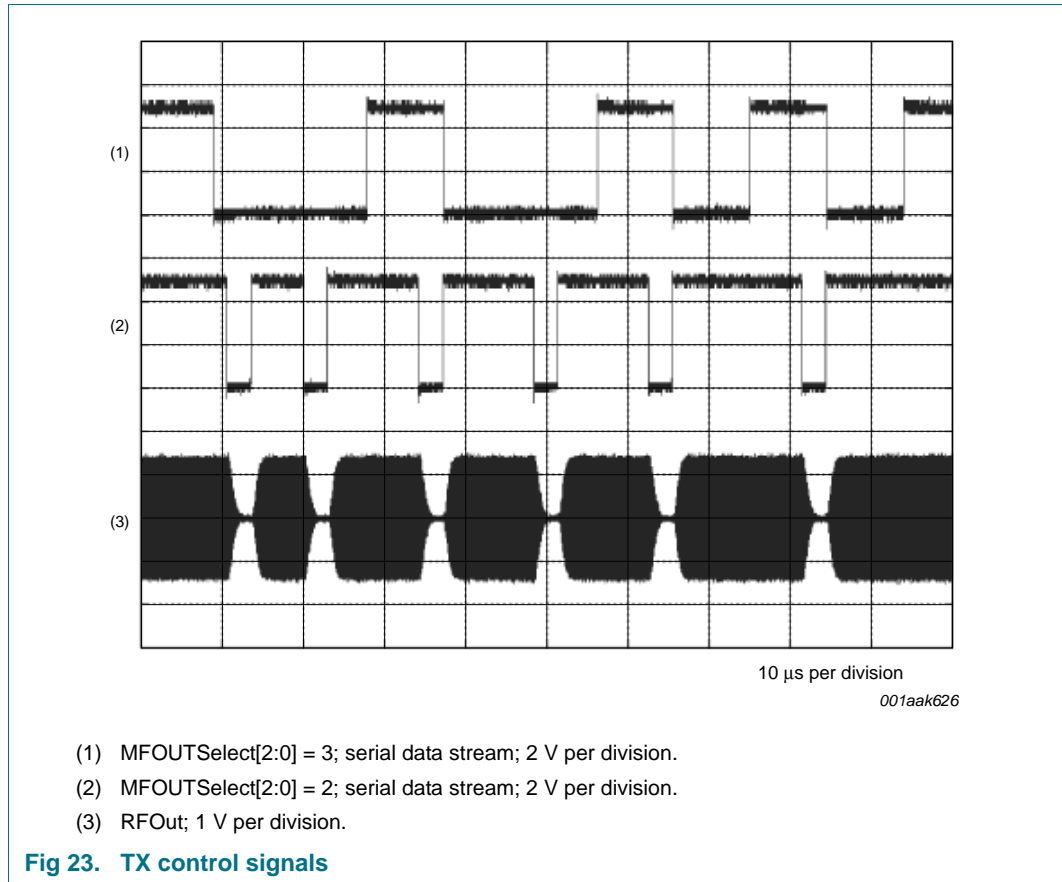 (1)
(2)
(3)
10 μs per division
001aak626
(1) MFOUTSelect[2:0] = 3; serial data stream; 2 V per division.
(2) MFOUTSelect[2:0] = 2; serial data stream; 2 V per division.
(3) RFOut; 1 V per division.
Fig 23. TX control signals